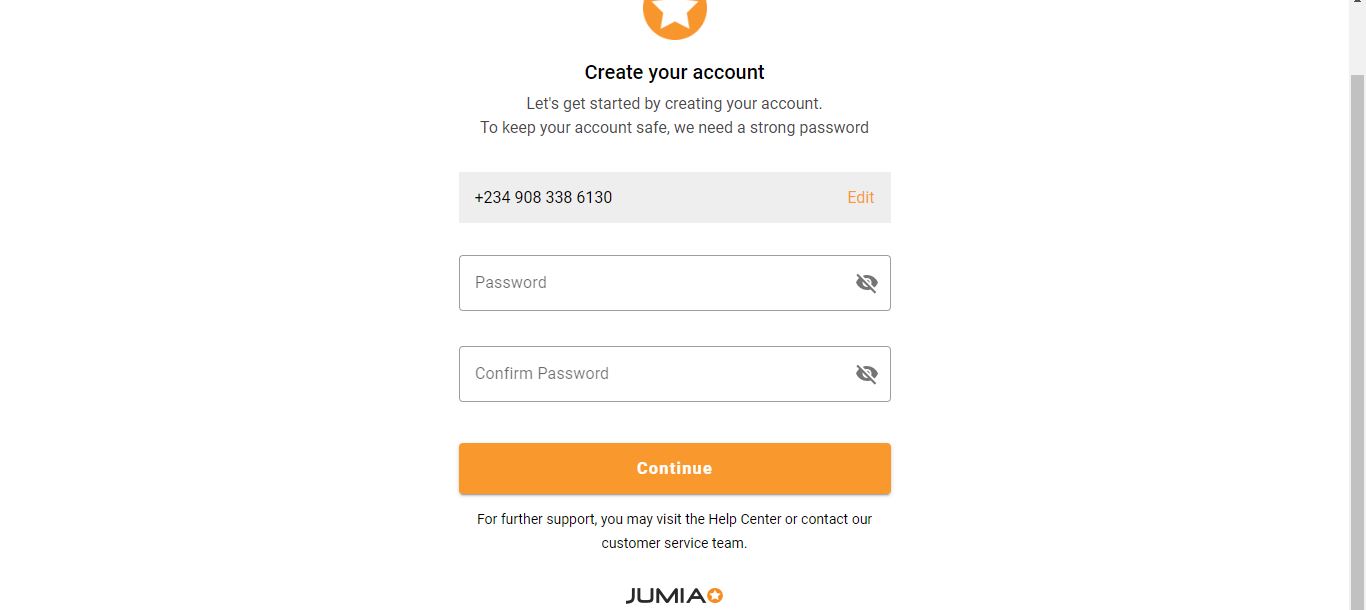 Create your account
Let's get started by creating your account.
To keep your account safe, we need a strong password
+234 908 338 6130 Edit
Password
Confirm Password
Continue
For further support, you may visit the Help Center or contact our
customer service team.
JUMIA